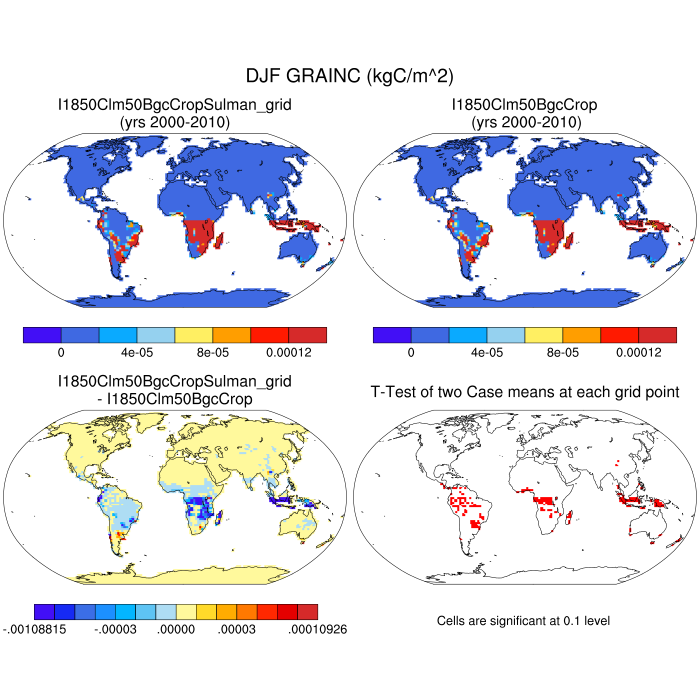 DJF GRAINC (kgC/m^2)
I1850Clm50BgcCropSulman_grid
(yrs 2000-2010)
I1850Clm50BgcCrop
(yrs 2000-2010)
0 4e-05 8e-05 0.00012
0 4e-05 8e-05 0.00012
I1850Clm50BgcCropSulman_grid
- I1850Clm50BgcCrop
T-Test of two Case means at each grid point
-.00108815 -.00003 .00000 .00003 .00010926
Cells are significant at 0.1 level